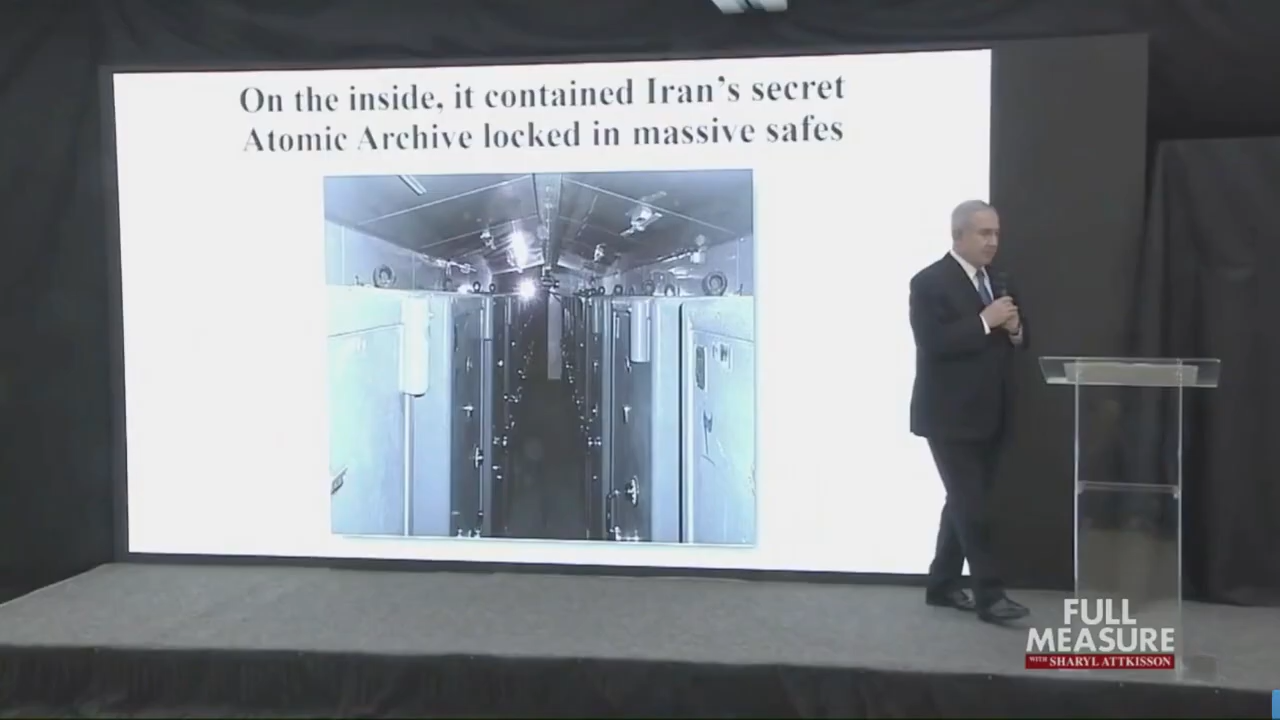 On the inside, it contained Iran's secret
Atomic Archive locked in massive safes
FULL
MEASURE
WITH SHARYL ATTKISSON